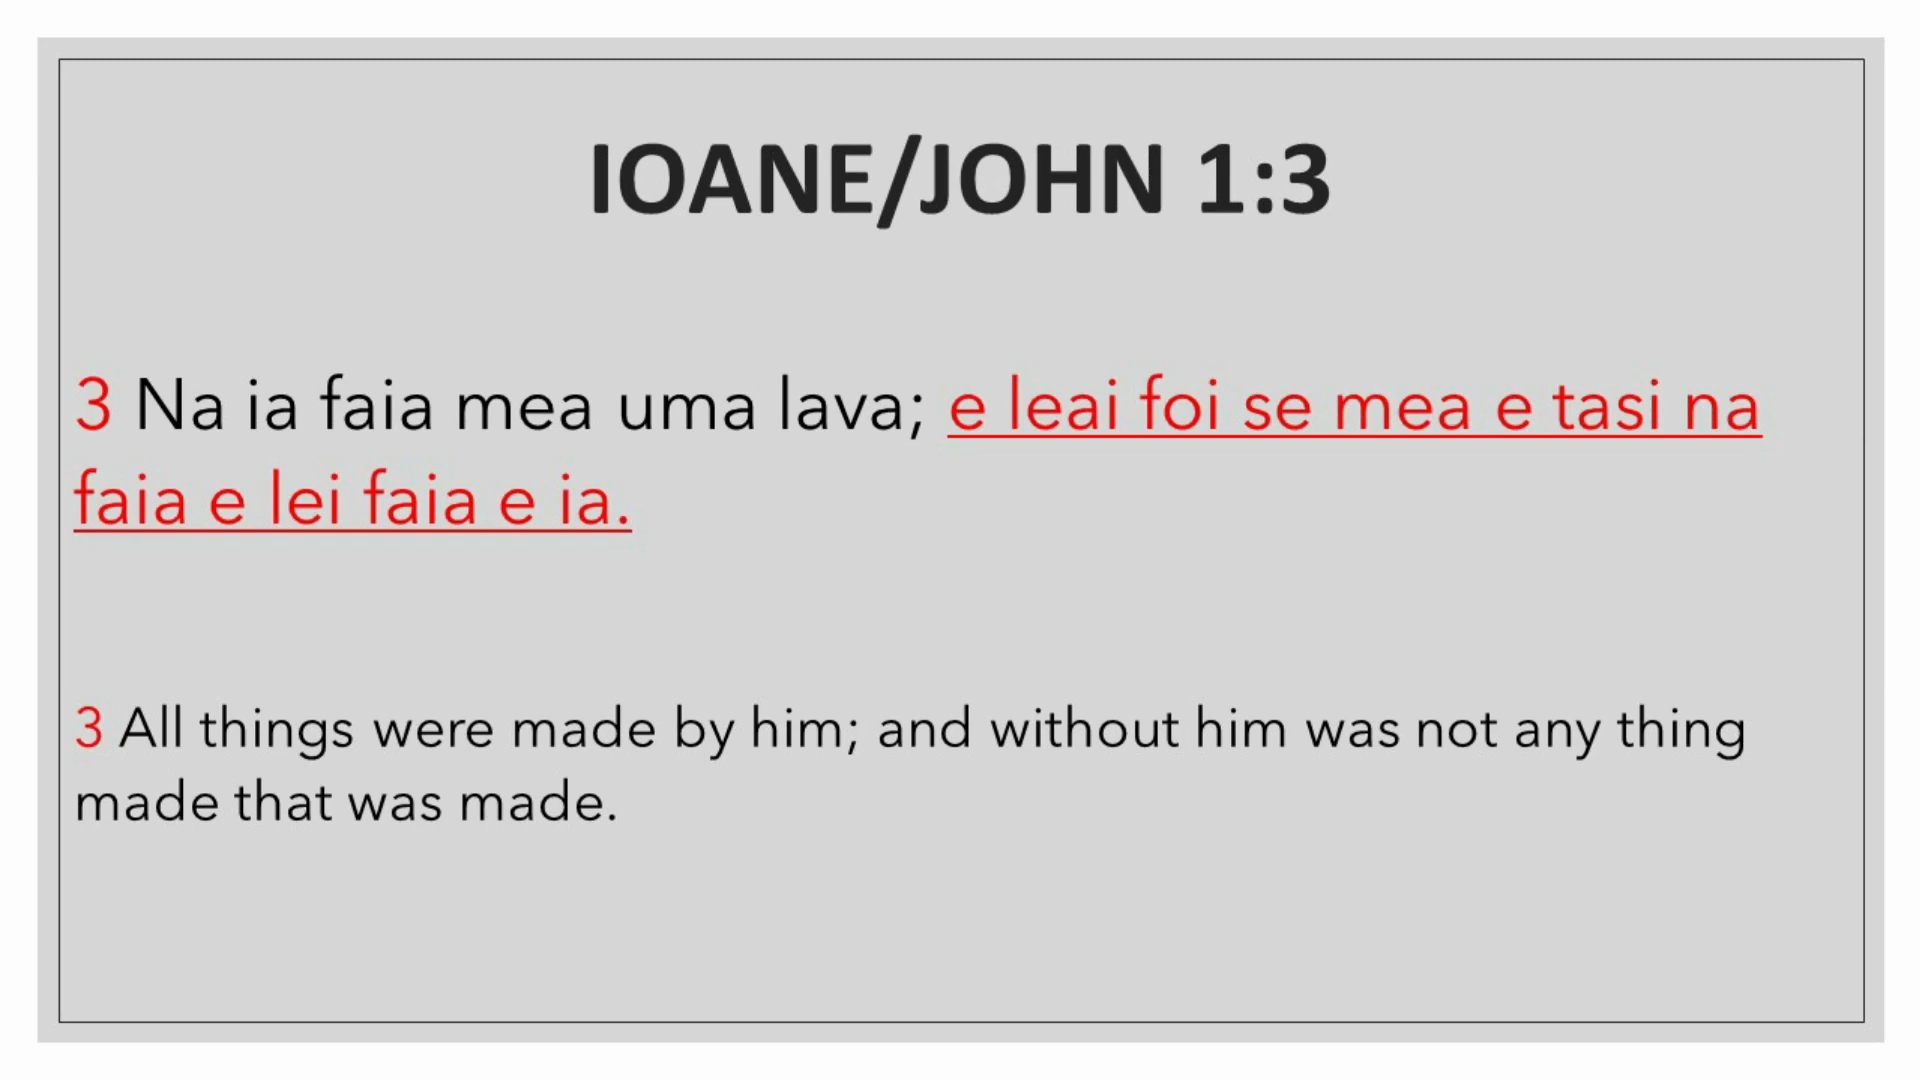 IOANE/JOHN 1:3
3 Na ia faia mea uma lava; e leai foi se mea e tasi na
faia e lei faia e ia.
3 All things were made by him; and without him was not any thing
made that was made.